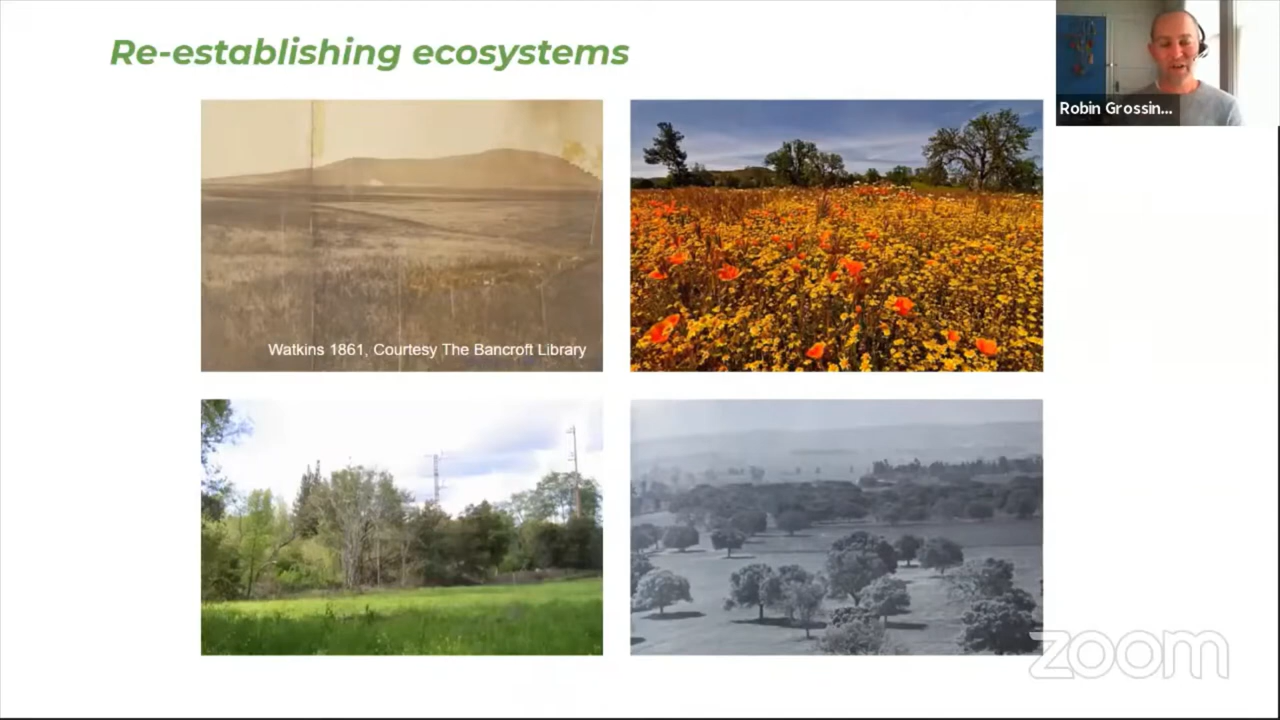 Re-establishing ecosystems
Robin Grossin...
Watkins 1861, Courtesy The Bancroft Library
zoom